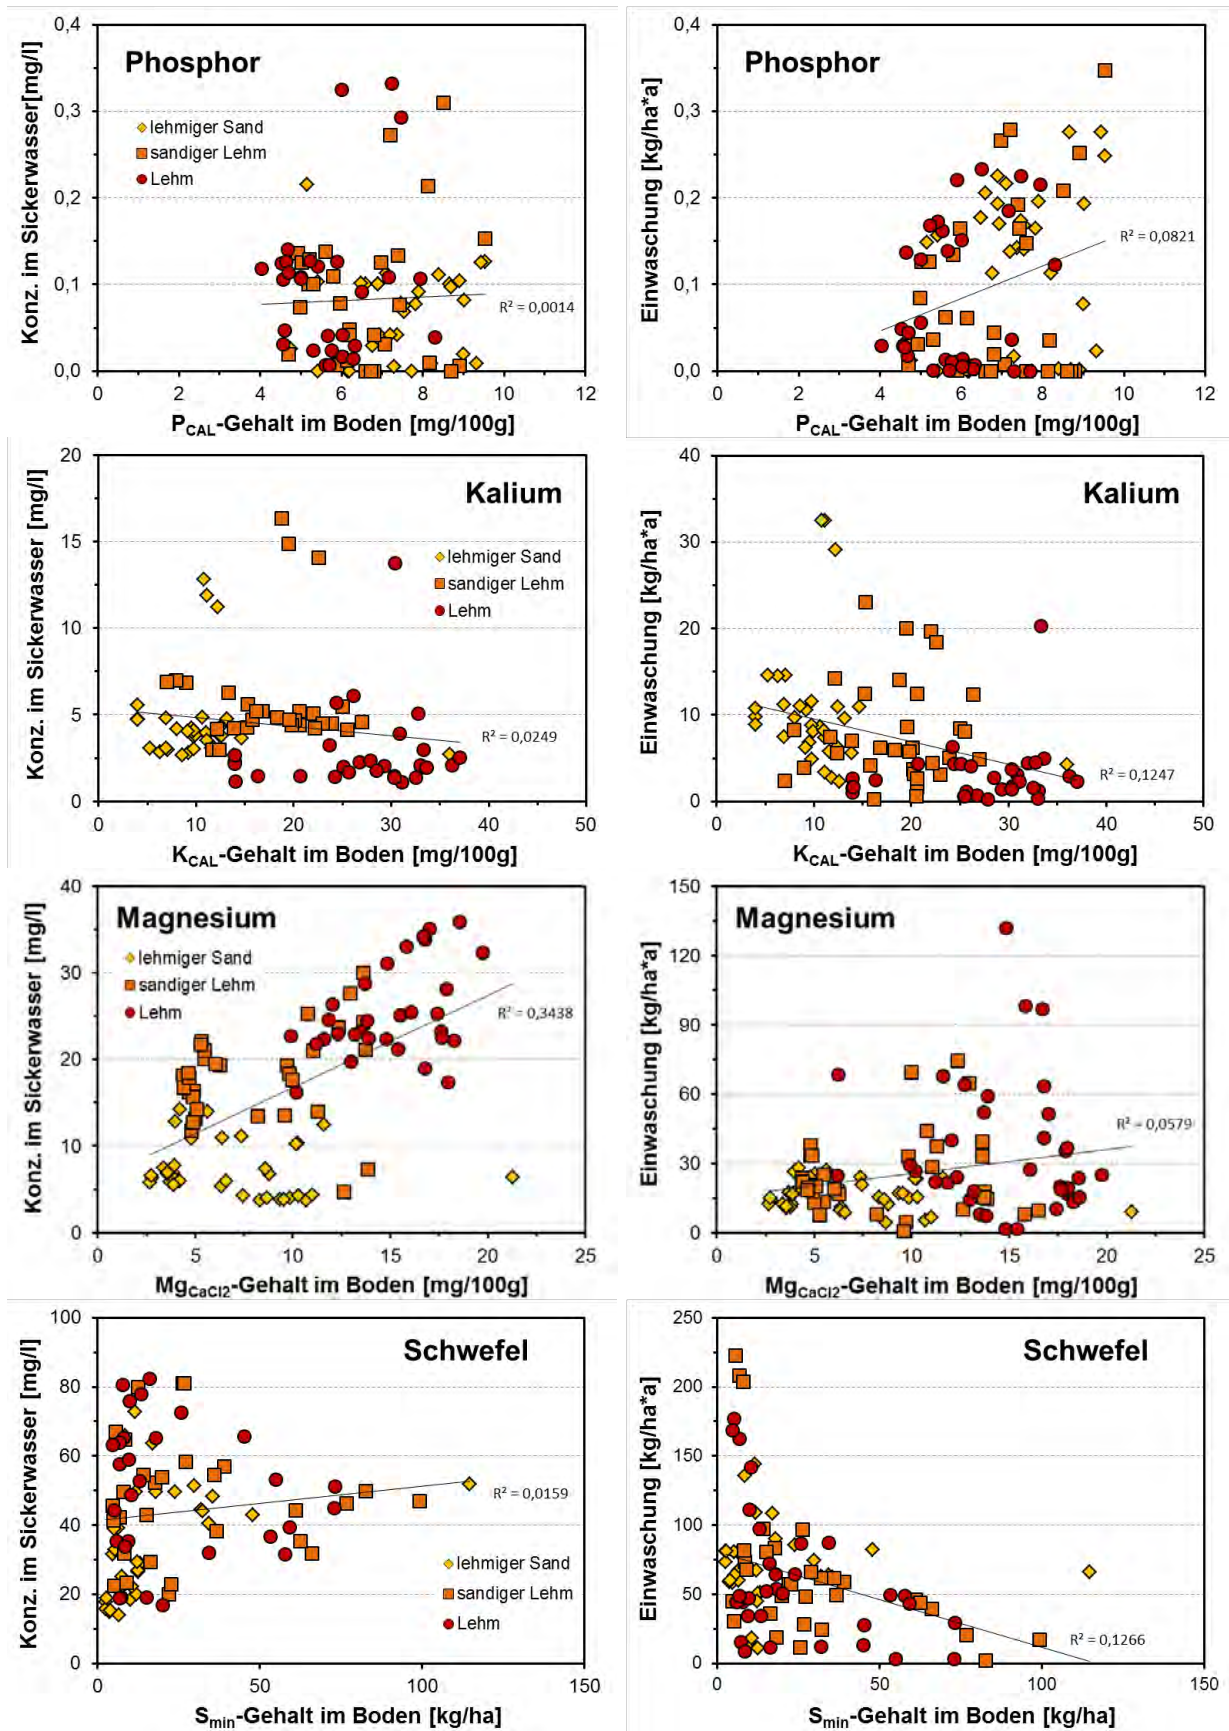 Phosphor
Konz. im Sickerwasser[mg/l]
0,4
0,3
0,2
0,1
0,0
lehmiger Sand
sandiger Lehm
Lehm
R² = 0,0014
0 2 4 6 8 10 12
P_CAL-Gehalt im Boden [mg/100g]
Phosphor
Einwaschung [kg/ha*a]
0,4
0,3
0,2
0,1
0,0
R² = 0,0821
0 2 4 6 8 10 12
P_CAL-Gehalt im Boden [mg/100g]
Kalium
Konz. im Sickerwasser [mg/l]
20
15
10
5
0
lehmiger Sand
sandiger Lehm
Lehm
R² = 0,0249
0 10 20 30 40 50
K_CAL-Gehalt im Boden [mg/100g]
Kalium
Einwaschung [kg/ha*a]
40
30
20
10
0
R² = 0,1247
0 10 20 30 40 50
K_CAL-Gehalt im Boden [mg/100g]
Magnesium
Konz. im Sickerwasser [mg/l]
40
30
20
10
0
lehmiger Sand
sandiger Lehm
Lehm
R² = 0,3438
0 5 10 15 20 25
Mg_CaCl2-Gehalt im Boden [mg/100g]
Magnesium
Einwaschung [kg/ha*a]
150
120
90
60
30
0
R² = 0,0579
0 5 10 15 20 25
Mg_CaCl2-Gehalt im Boden [mg/100g]
Schwefel
Konz. im Sickerwasser [mg/l]
100
80
60
40
20
0
R² = 0,0159
lehmiger Sand
sandiger Lehm
Lehm
0 50 100 150
S_min-Gehalt im Boden [kg/ha]
Schwefel
Einwaschung [kg/ha*a]
250
200
150
100
50
0
R² = 0,1266
0 50 100 150
S_min-Gehalt im Boden [kg/ha]